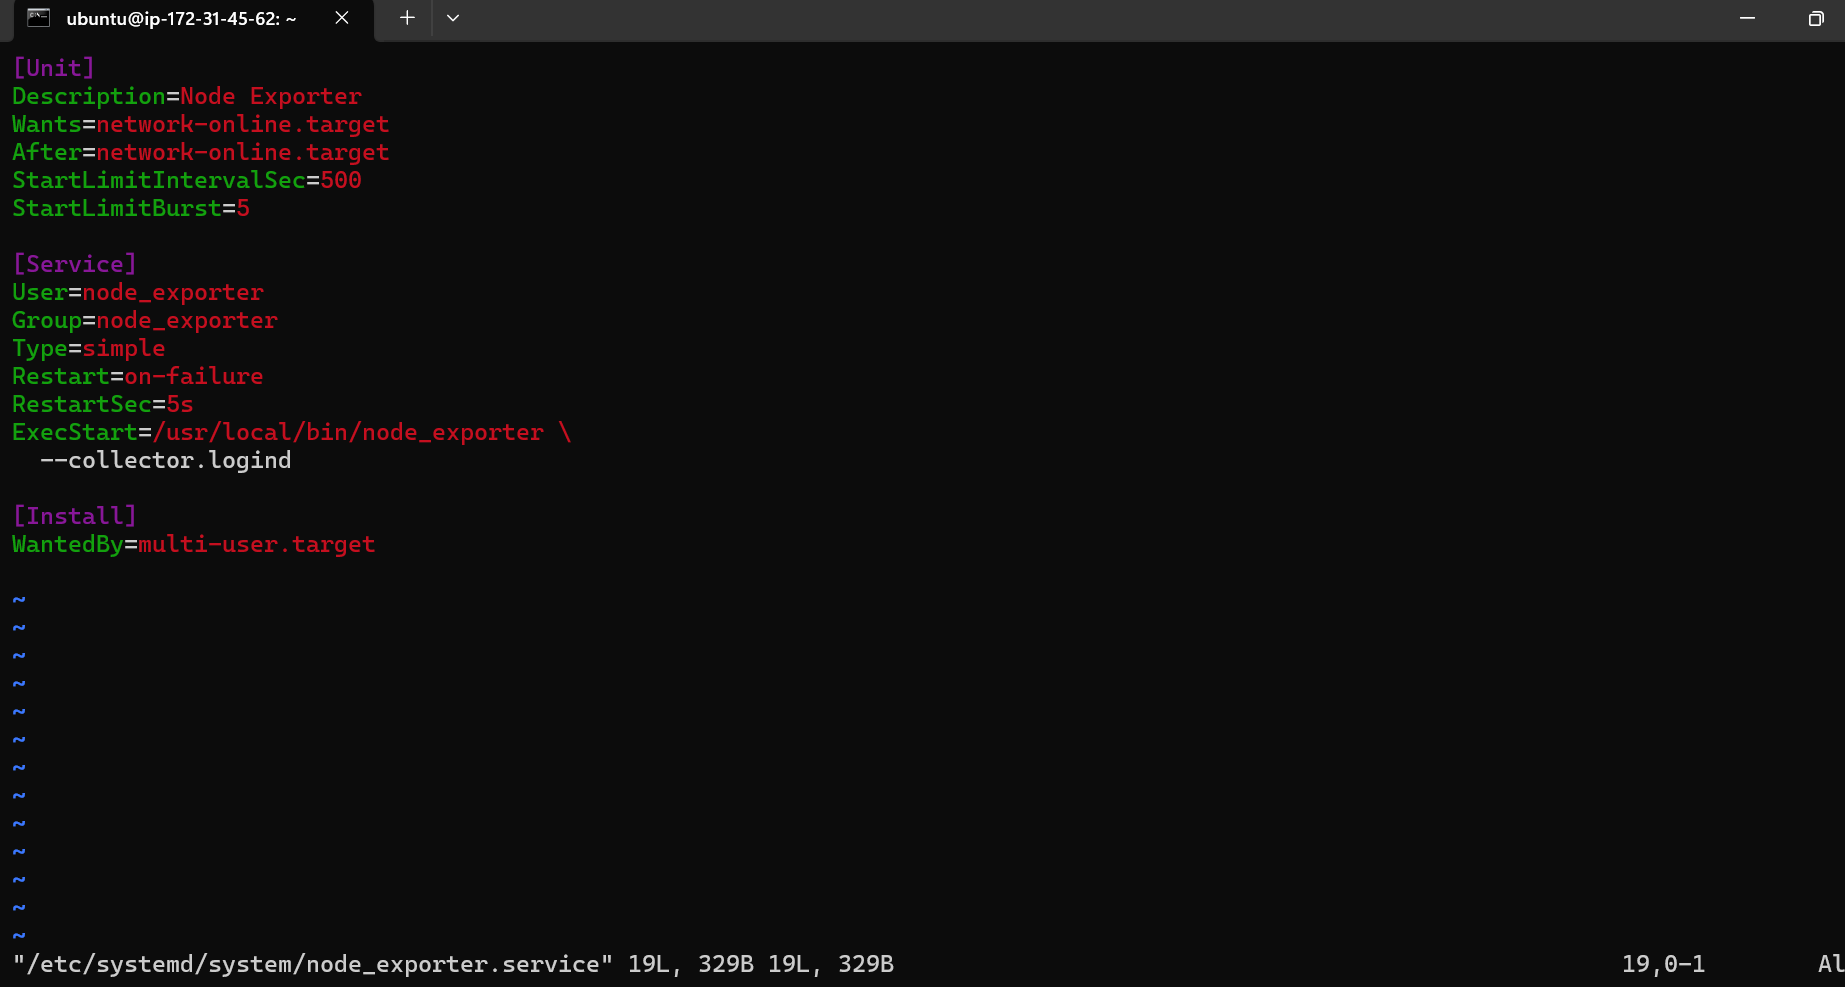 ubuntu@ip-172-31-45-62: ~
[Unit]
Description=Node Exporter
Wants=network-online.target
After=network-online.target
StartLimitIntervalSec=500
StartLimitBurst=5

[Service]
User=node_exporter
Group=node_exporter
Type=simple
Restart=on-failure
RestartSec=5s
ExecStart=/usr/local/bin/node_exporter \
  --collector.logind

[Install]
WantedBy=multi-user.target

~
~
~
~
~
~
~
~
~
~
~
~
~
"/etc/systemd/system/node_exporter.service" 19L, 329B 19L, 329B 19,0-1 Al